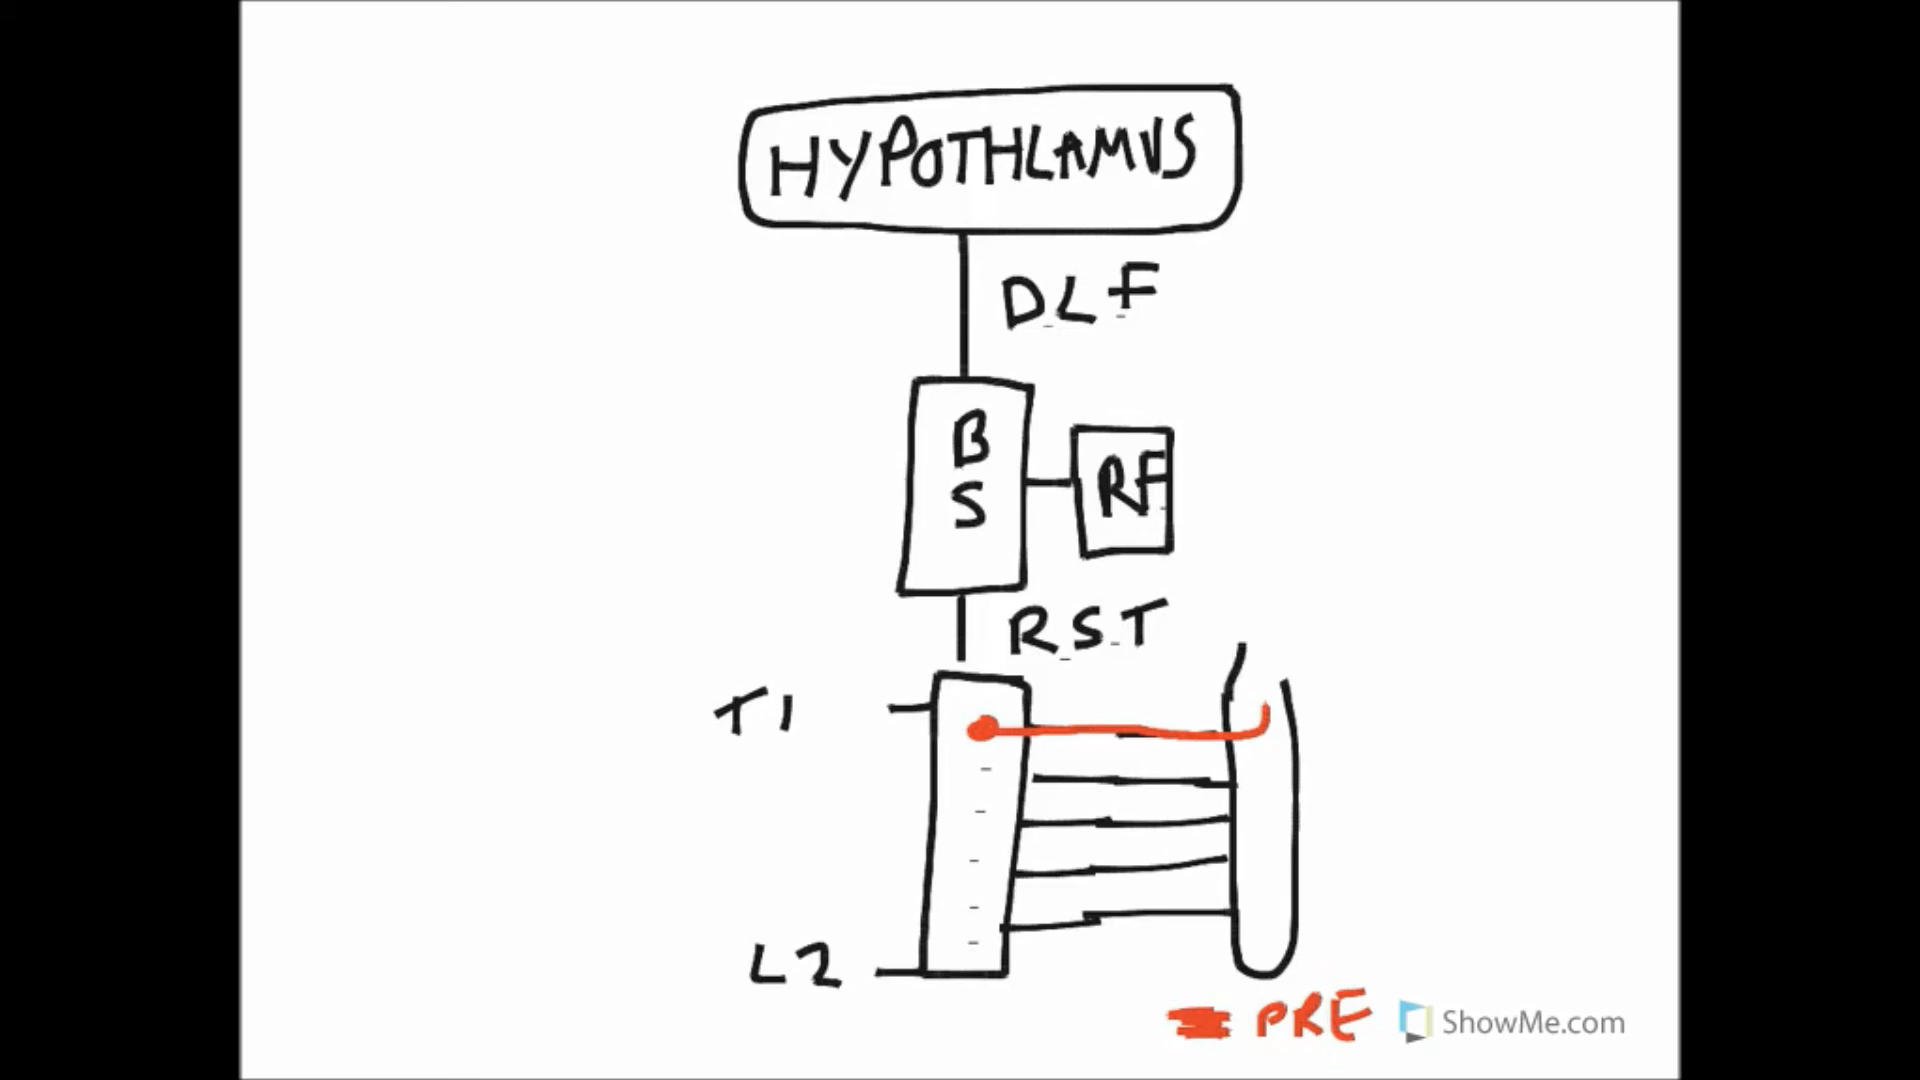 HYPOTHLAMUS
DLF
B
S
RF
RST
T1
L2
PRE
ShowMe.com